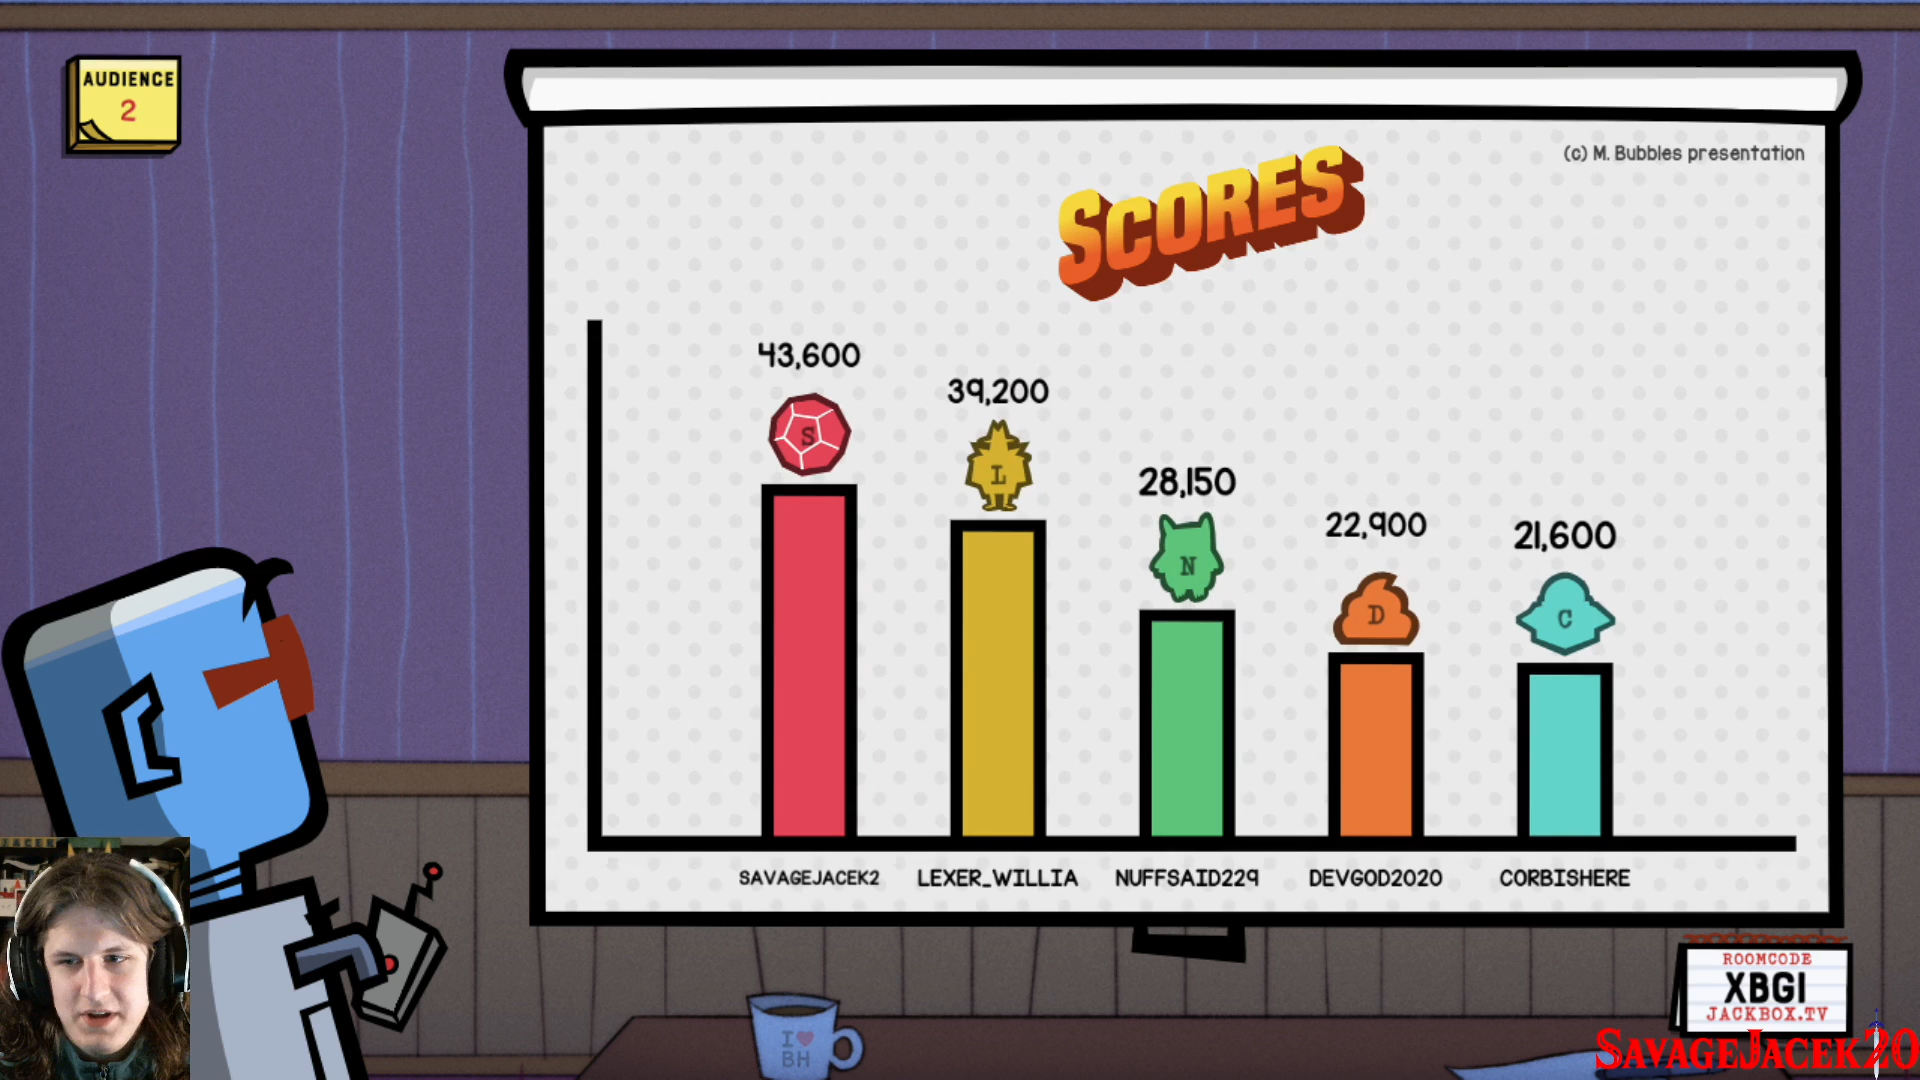 AUDIENCE
2
(c) M. Bubbles presentation
SCORES
43,600
39,200
28,150
22,900
21,600
S
L
N
D
C
SAVAGEJACEK2
LEXER_WILLIA
NUFFSAID229
DEVGOD2020
CORBISHERE
I ♥
BH
ROOMCODE
XBGI
JACKBOX.TV
SAVAGEJACEK20